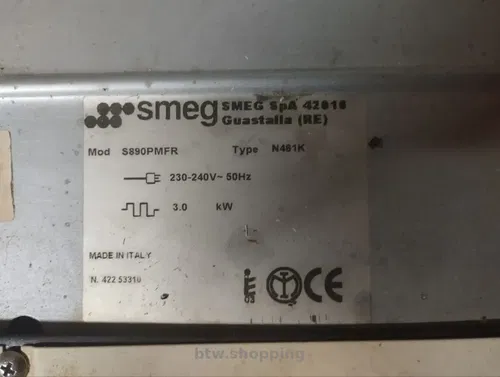 smeg SMEG SpA 42016
Guastalla (RE)
Mod S890PMFR Type N461K
230-240V~ 50Hz
3.0 kW
MADE IN ITALY
N. 422 53310
CE
btw.shopping